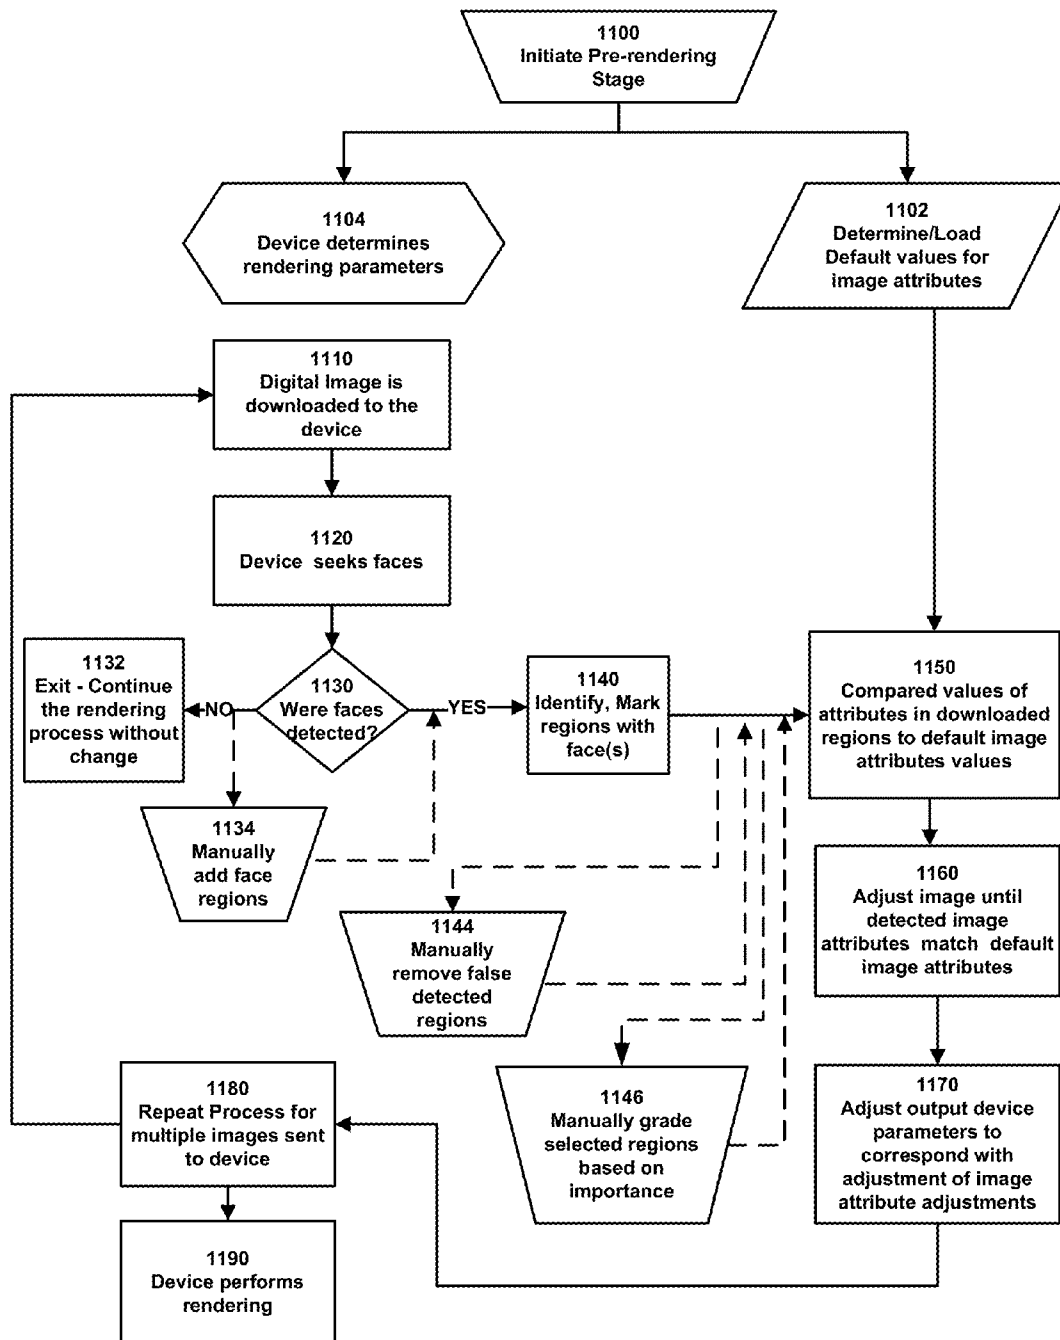 1100
Initiate Pre-rendering
Stage
1104
Device determines
rendering parameters
1102
Determine/Load
Default values for
image attributes
1110
Digital Image is
downloaded to the
device
1120
Device seeks faces
1132
Exit - Continue
the rendering
process without
change
NO
1130
Were faces
detected?
YES
1140
Identify, Mark
regions with
face(s)
1150
Compared values of
attributes in downloaded
regions to default image
attributes values
1134
Manually
add face
regions
1144
Manually
remove false
detected
regions
1160
Adjust image until
detected image
attributes match default
image attributes
1146
Manually grade
selected regions
based on
importance
1170
Adjust output device
parameters to
correspond with
adjustment of image
attribute adjustments
1180
Repeat Process for
multiple images sent
to device
1190
Device performs
rendering